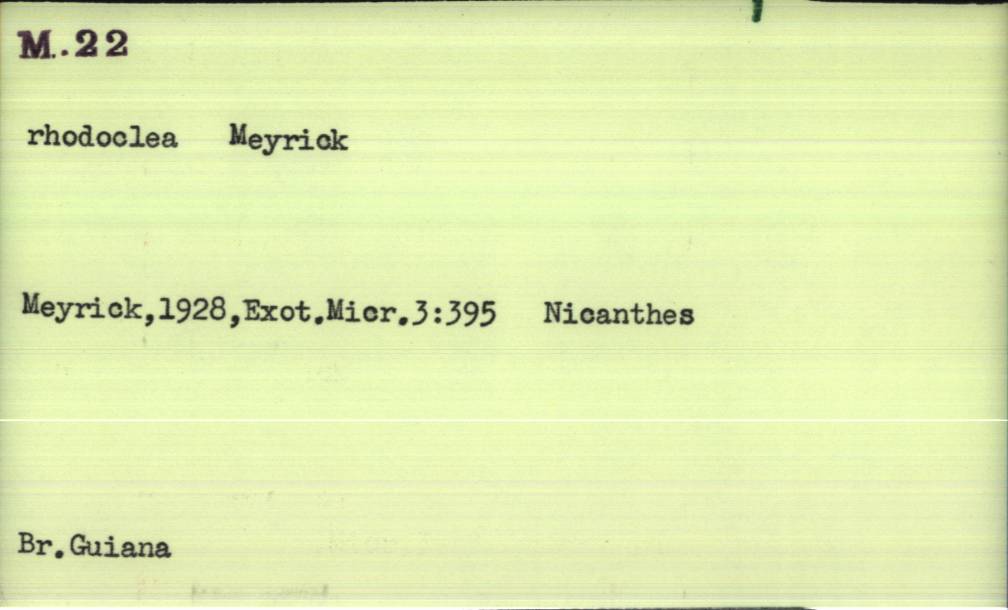 M.22
rhodoclea Meyrick
Meyrick,1928,Exot.Micr.3:395 Nicanthes
Br.Guiana